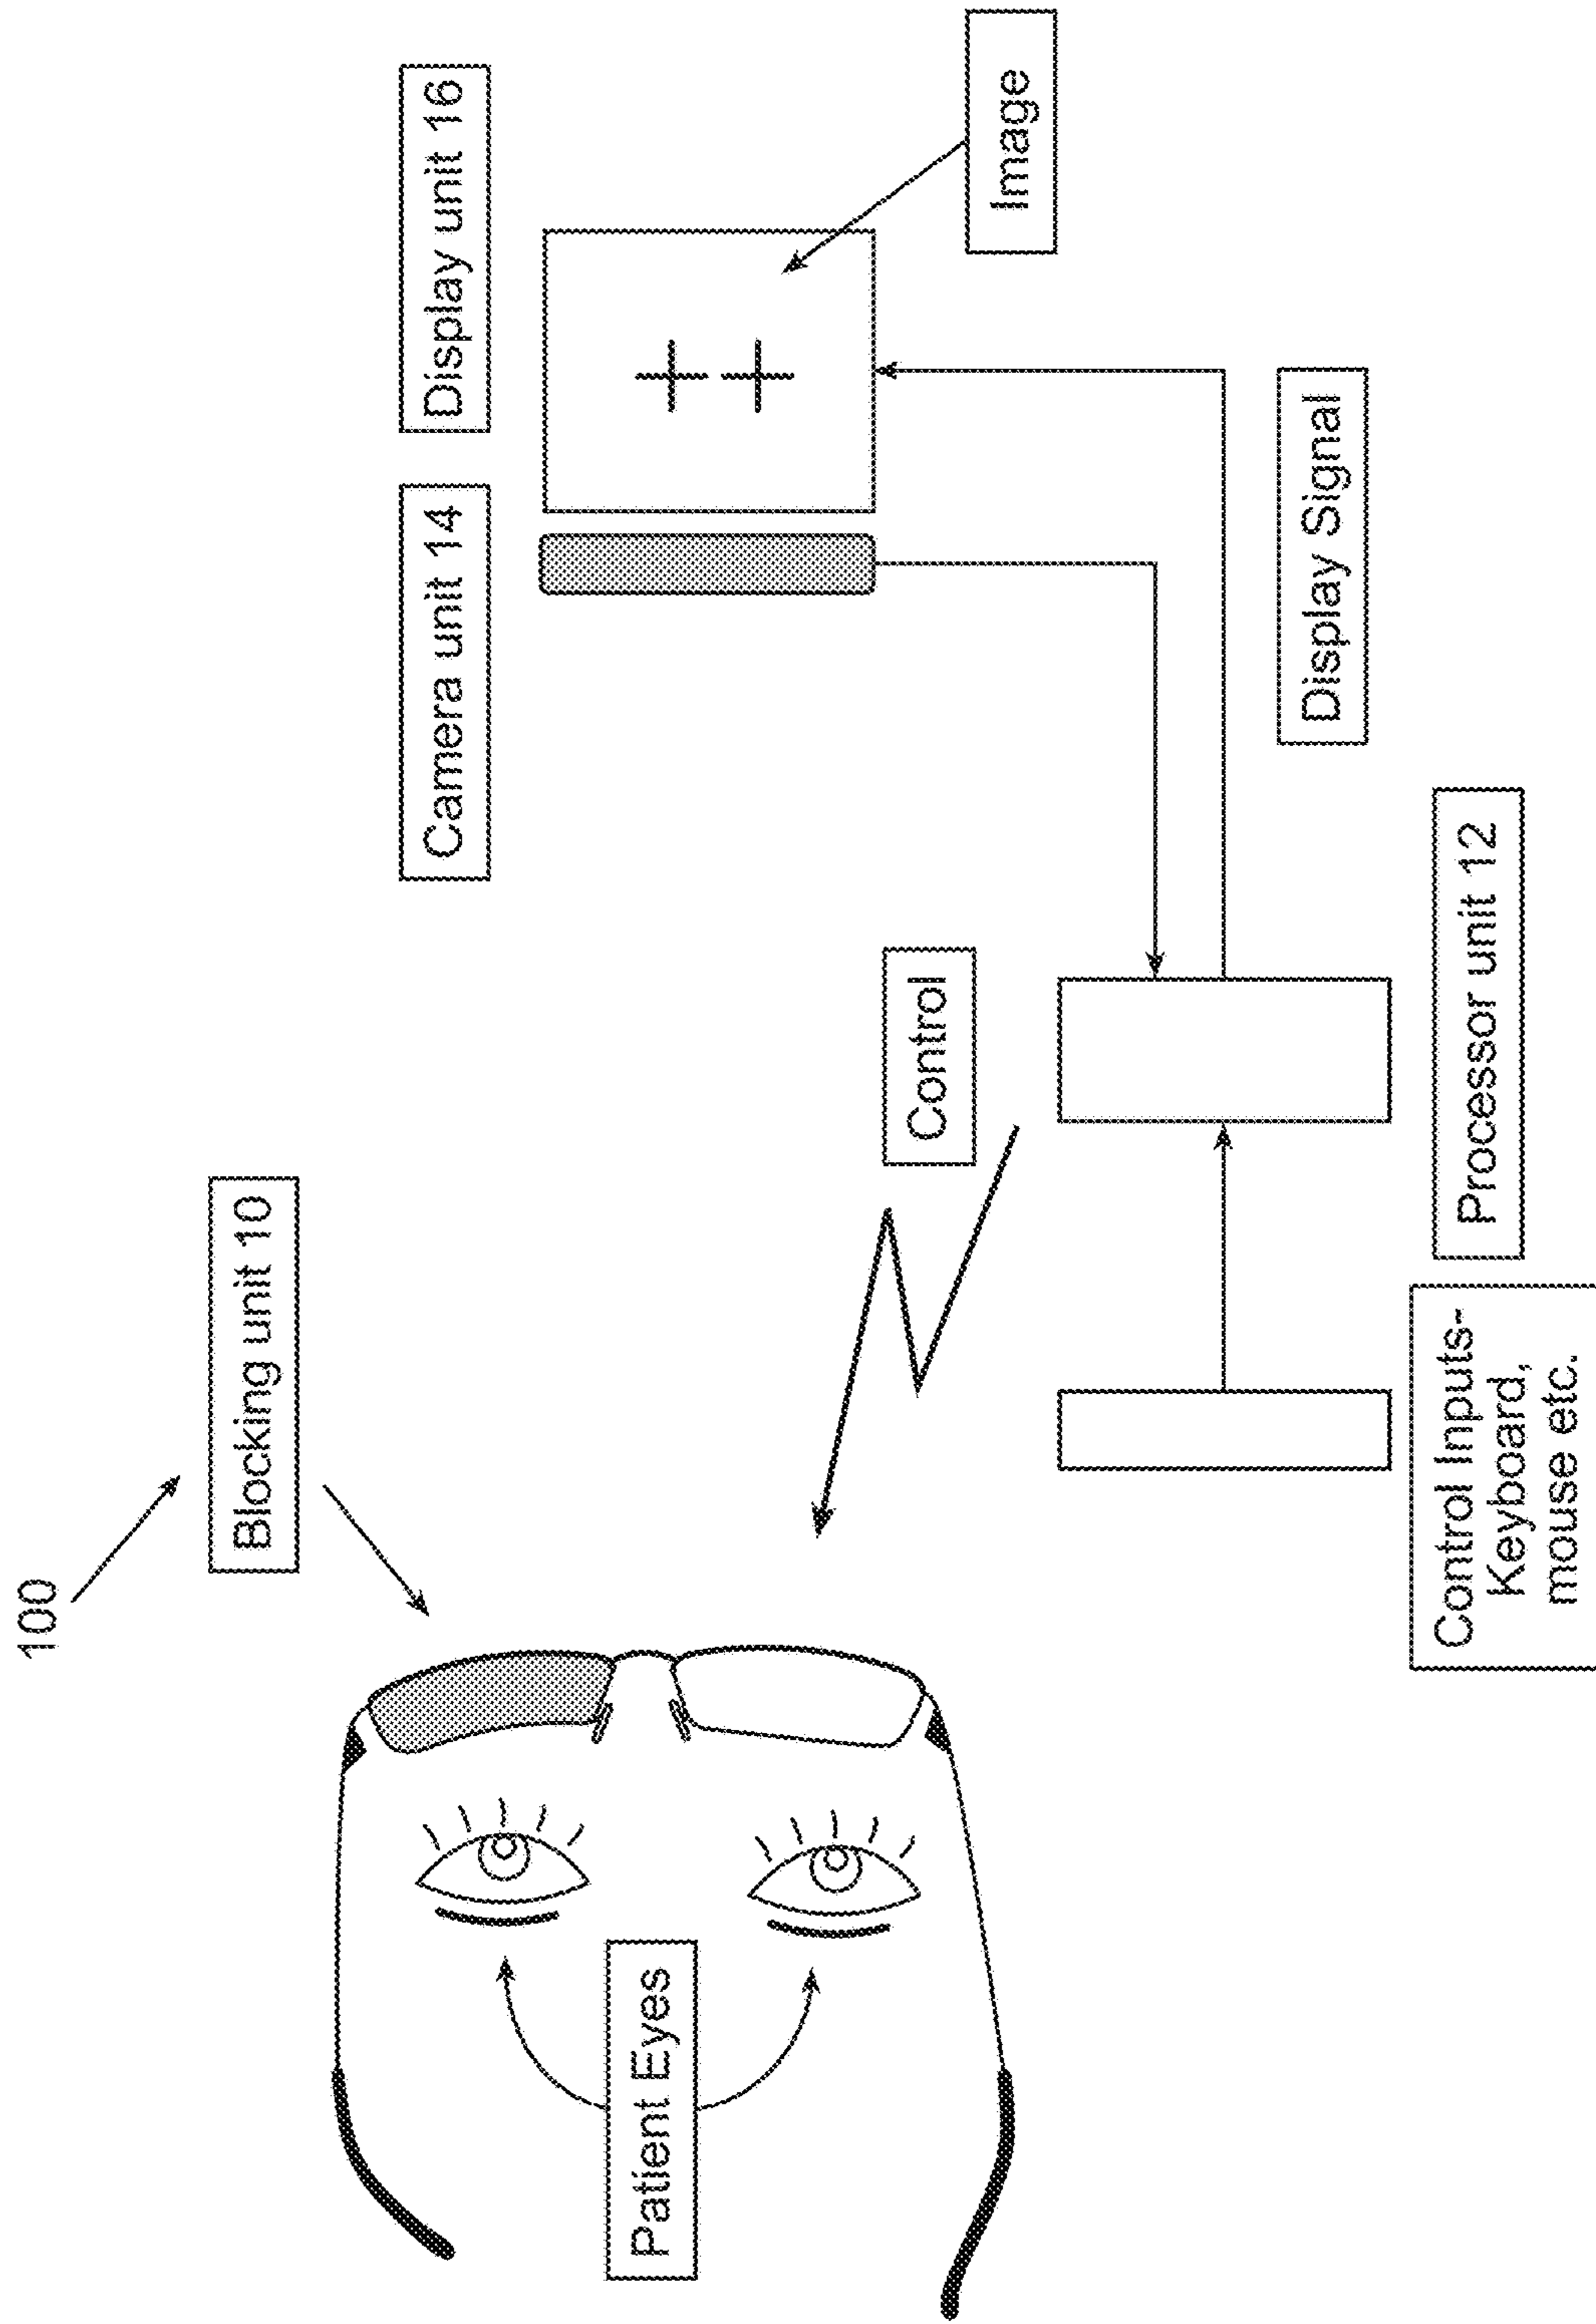 100
Blocking unit 10
Camera unit 14
Display unit 16
Patient Eyes
Control
Image
Display Signal
Control Inputs-
Keyboard,
mouse etc.
Processor unit 12